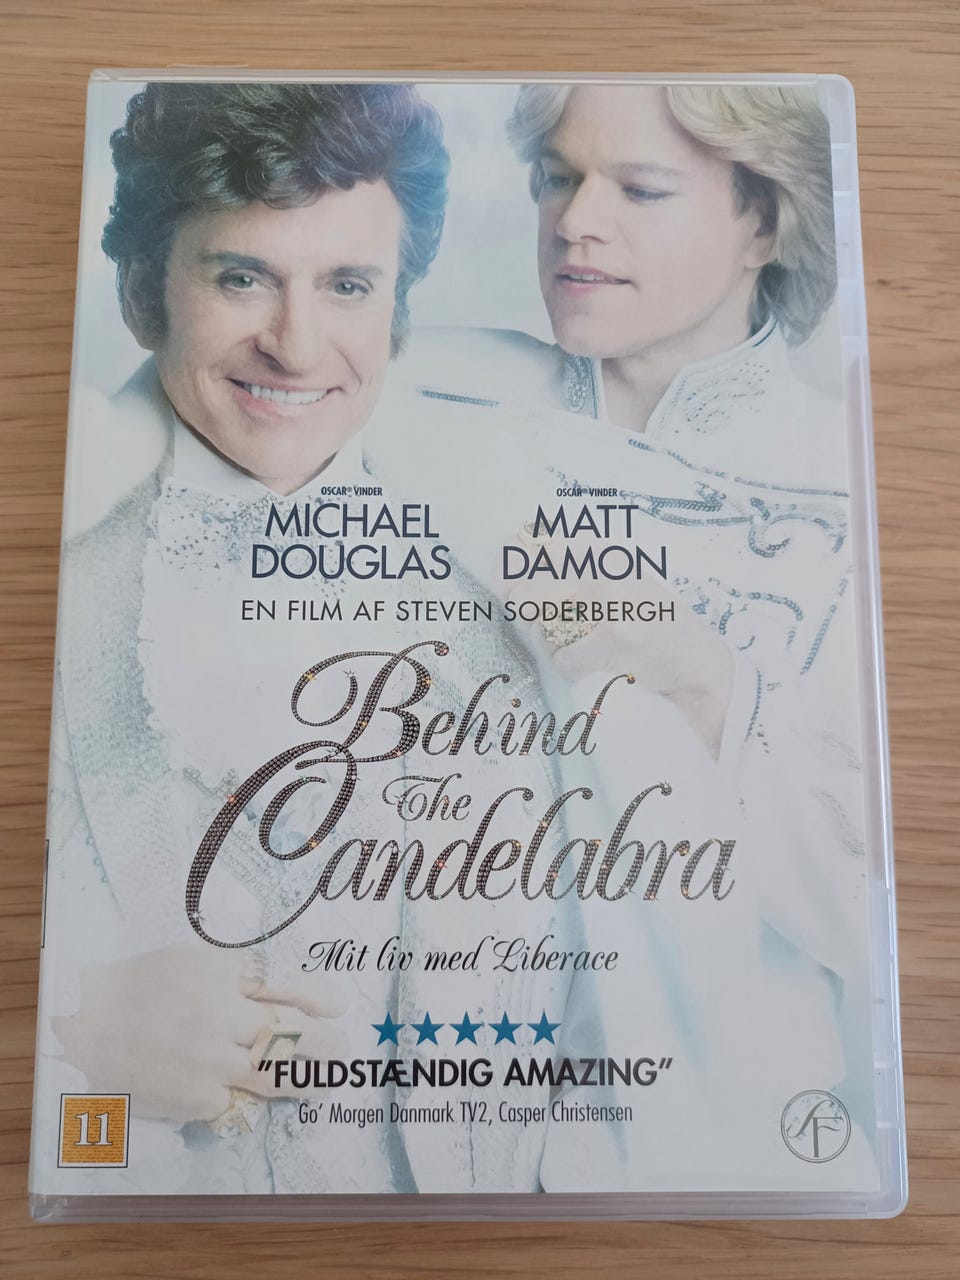 OSCAR® VINDER
MICHAEL
DOUGLAS
OSCAR® VINDER
MATT
DAMON
EN FILM AF STEVEN SODERBERGH
Behind
The
Candelabra
Mit liv med Liberace
"FULDSTÆNDIG AMAZING"
Go' Morgen Danmark TV2, Casper Christensen
11
SF